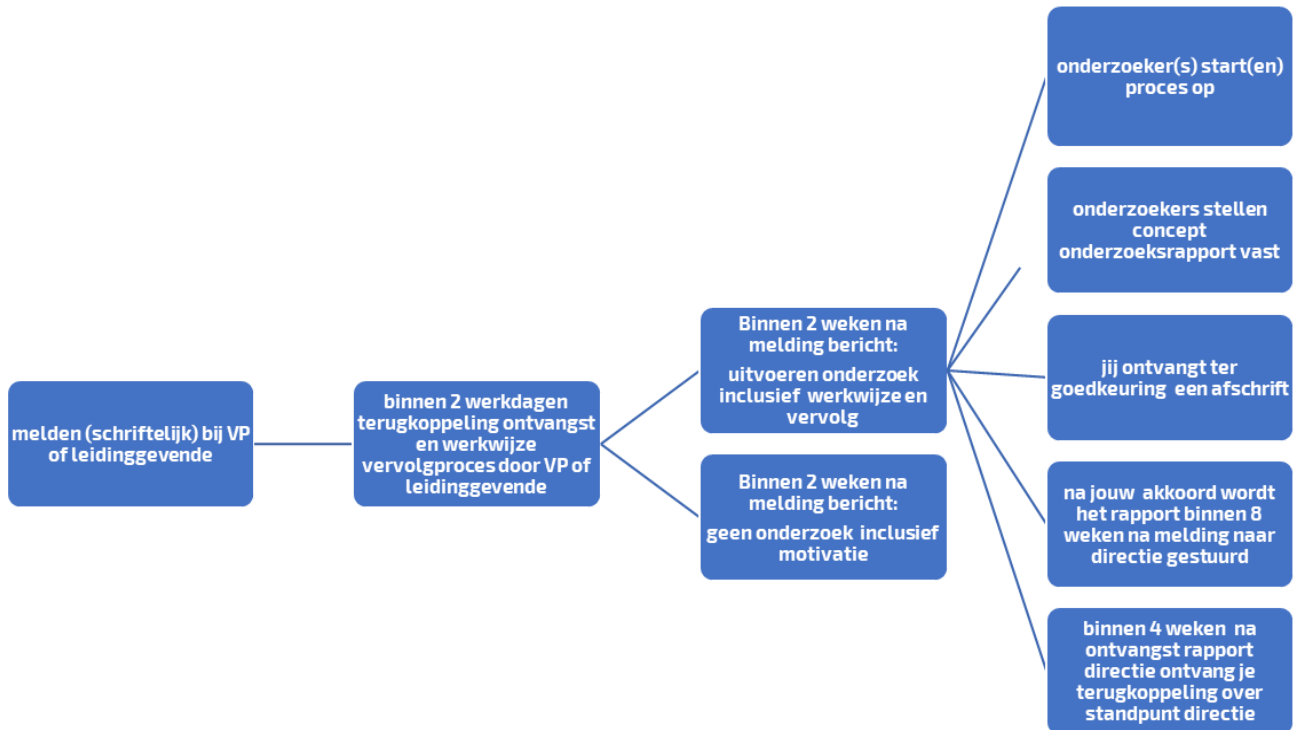 melden (schriftelijk) bij VP
of leidinggevende
binnen 2 werkdagen
terugkoppeling ontvangst
en werkwijze
vervolgproces door VP of
leidinggevende
Binnen 2 weken na
melding bericht:
uitvoeren onderzoek
inclusief werkwijze en
vervolg
Binnen 2 weken na
melding bericht:
geen onderzoek inclusief
motivatie
onderzoeker(s) start(en)
proces op
onderzoekers stellen
concept
onderzoeksrapport vast
jij ontvangt ter
goedkeuring een afschrift
na jouw akkoord wordt
het rapport binnen 8
weken na melding naar
directie gestuurd
binnen 4 weken na
ontvangst rapport
directie ontvang je
terugkoppeling over
standpunt directie